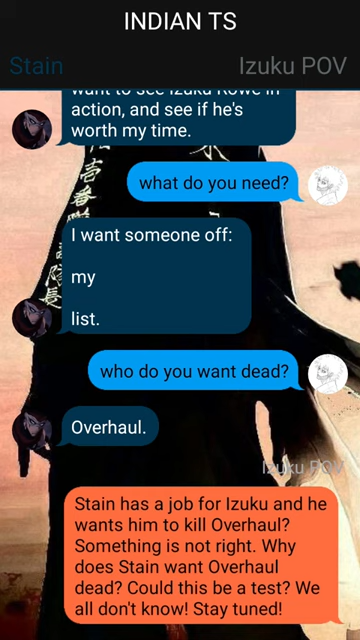 INDIAN TS
Stain
Izuku POV
want to see Izuku Rowe in
action, and see if he's
worth my time.
what do you need?
I want someone off:
my
list.
who do you want dead?
Overhaul.
Izuku POV
Stain has a job for Izuku and he
wants him to kill Overhaul?
Something is not right. Why
does Stain want Overhaul
dead? Could this be a test? We
all don't know! Stay tuned!